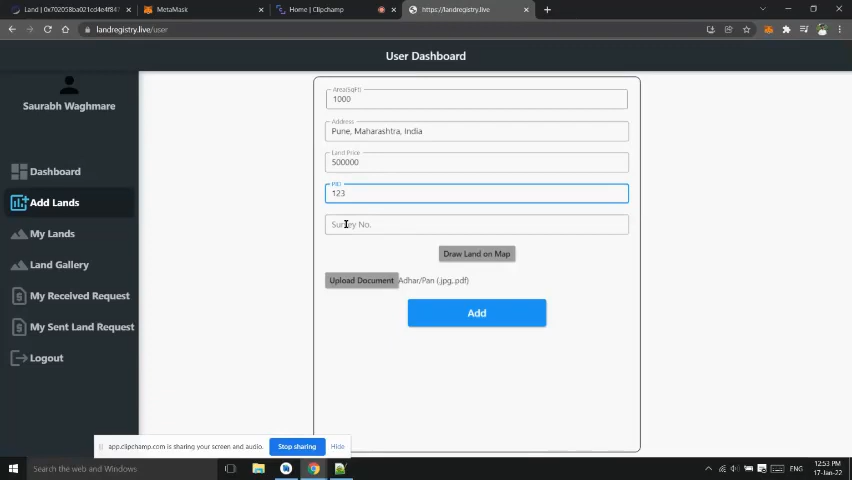 Land | 0x702058ba021cd4e4f847
MetaMask
Home | Clipchamp
https://landregistry.live/
landregistry.live/user
User Dashboard
Saurabh Waghmare
Dashboard
Add Lands
My Lands
Land Gallery
My Received Request
My Sent Land Request
Logout
Area(SqFt)
1000
Address
Pune, Maharashtra, India
Land Price
500000
PID
123
Survey No.
Draw Land on Map
Upload Document
Adhar/Pan (.jpg,.pdf)
Add
app.clipchamp.com is sharing your screen and audio.
Stop sharing
Hide
Search the web and Windows
ENG
12:53 PM
17-Jan-22